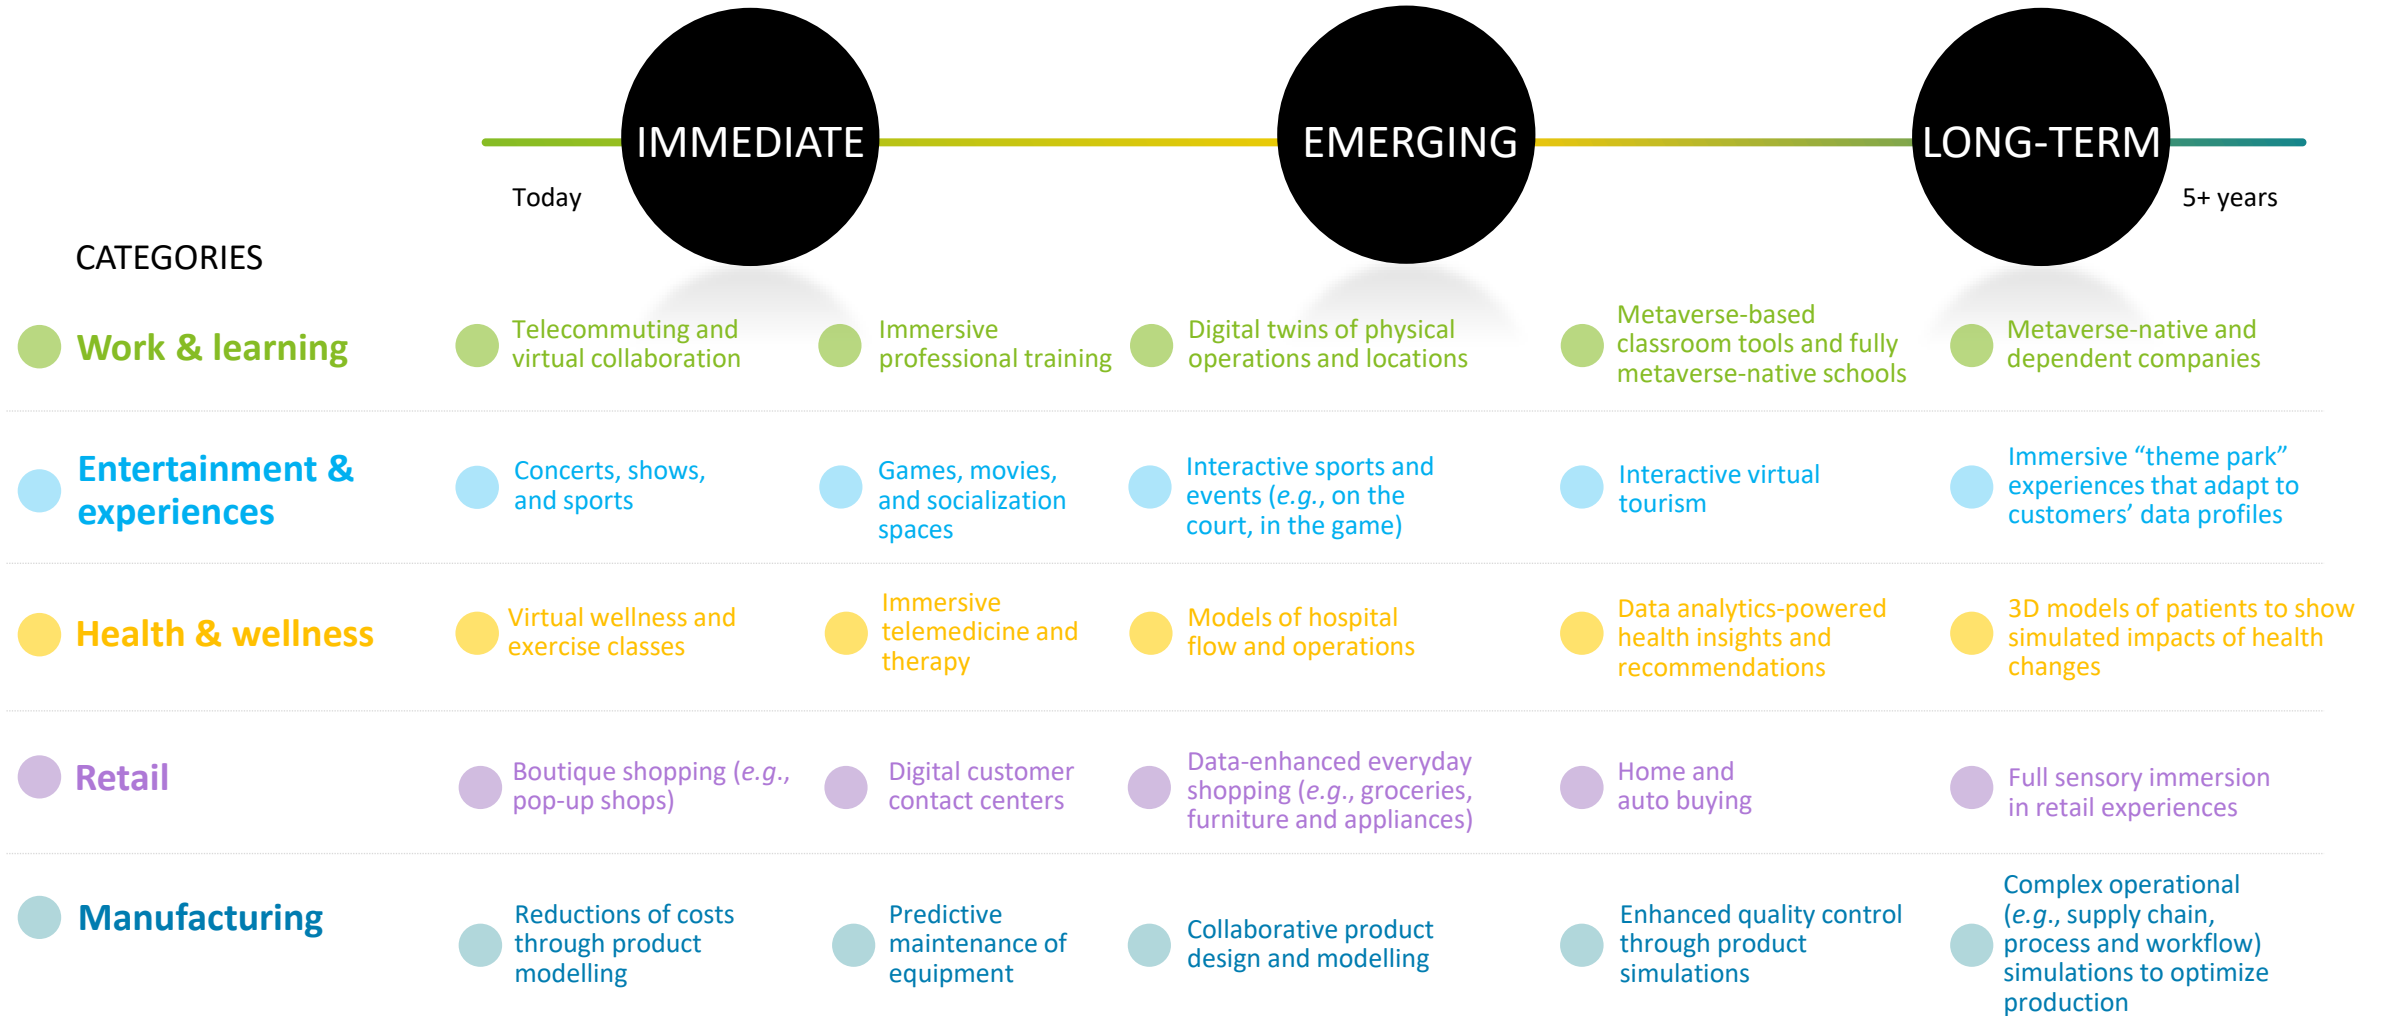 IMMEDIATE
EMERGING
LONG-TERM
Today
5+ years
CATEGORIES
Work & learning
Telecommuting and
virtual collaboration
Immersive
professional training
Digital twins of physical
operations and locations
Metaverse-based
classroom tools and fully
metaverse-native schools
Metaverse-native and
dependent companies
Entertainment &
experiences
Concerts, shows,
and sports
Games, movies,
and socialization
spaces
Interactive sports and
events (e.g., on the
court, in the game)
Interactive virtual
tourism
Immersive “theme park”
experiences that adapt to
customers’ data profiles
Health & wellness
Virtual wellness and
exercise classes
Immersive
telemedicine and
therapy
Models of hospital
flow and operations
Data analytics-powered
health insights and
recommendations
3D models of patients to show
simulated impacts of health
changes
Retail
Boutique shopping (e.g.,
pop-up shops)
Digital customer
contact centers
Data-enhanced everyday
shopping (e.g., groceries,
furniture and appliances)
Home and
auto buying
Full sensory immersion
in retail experiences
Manufacturing
Reductions of costs
through product
modelling
Predictive
maintenance of
equipment
Collaborative product
design and modelling
Enhanced quality control
through product
simulations
Complex operational
(e.g., supply chain,
process and workflow)
simulations to optimize
production